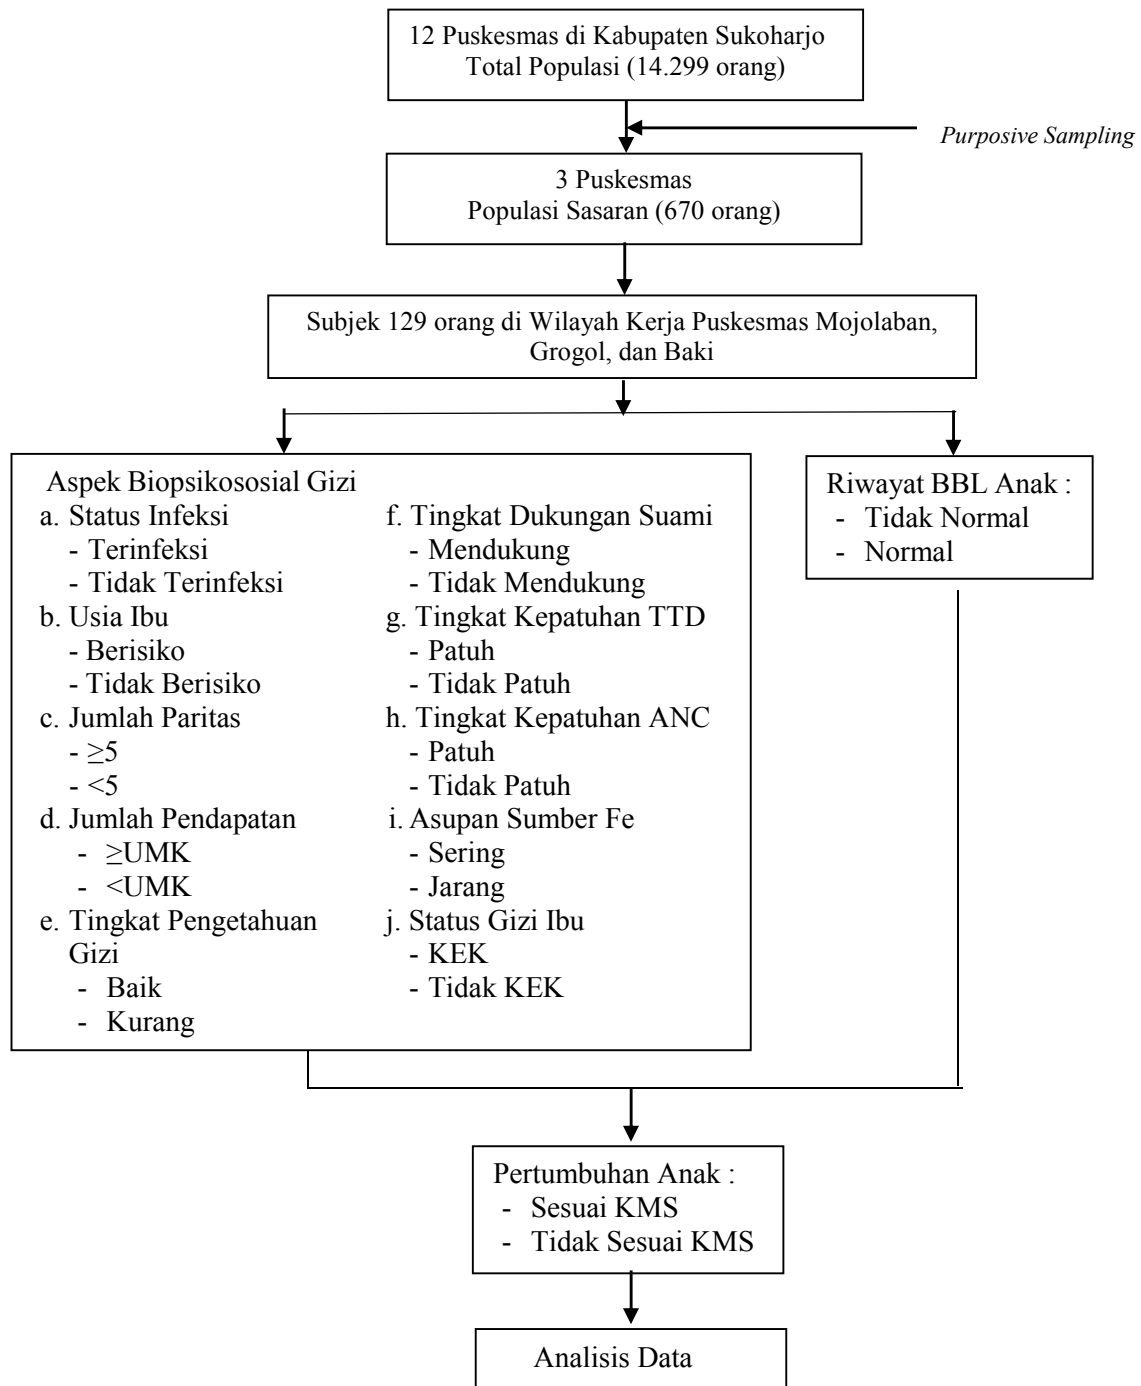 12 Puskesmas di Kabupaten Sukoharjo
Total Populasi (14.299 orang)
Purposive Sampling
3 Puskesmas
Populasi Sasaran (670 orang)
Subjek 129 orang di Wilayah Kerja Puskesmas Mojolaban,
Grogol, dan Baki
Aspek Biopsikososial Gizi
a. Status Infeksi
- Terinfeksi
- Tidak Terinfeksi
b. Usia Ibu
- Berisiko
- Tidak Berisiko
c. Jumlah Paritas
- ≥5
- <5
d. Jumlah Pendapatan
- ≥UMK
- <UMK
e. Tingkat Pengetahuan
Gizi
- Baik
- Kurang
f. Tingkat Dukungan Suami
- Mendukung
- Tidak Mendukung
g. Tingkat Kepatuhan TTD
- Patuh
- Tidak Patuh
h. Tingkat Kepatuhan ANC
- Patuh
- Tidak Patuh
i. Asupan Sumber Fe
- Sering
- Jarang
j. Status Gizi Ibu
- KEK
- Tidak KEK
Riwayat BBL Anak :
- Tidak Normal
- Normal
Pertumbuhan Anak :
- Sesuai KMS
- Tidak Sesuai KMS
Analisis Data